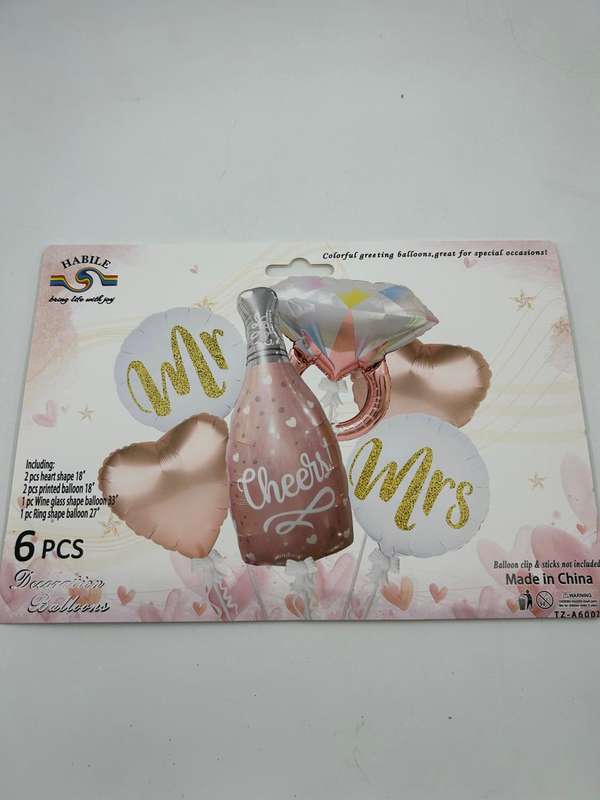 HABILE
bring life with joy
Colorful greeting balloons,great for special occasions!
Mr
Cheers!
Mrs
Including:
2 pcs heart shape 18"
2 pcs printed balloon 18"
1 pc Wine glass shape balloon 33"
1 pc Ring shape balloon 27"
6 PCS
Decoration
Balloons
Balloon clip & sticks not included
Made in China
WARNING